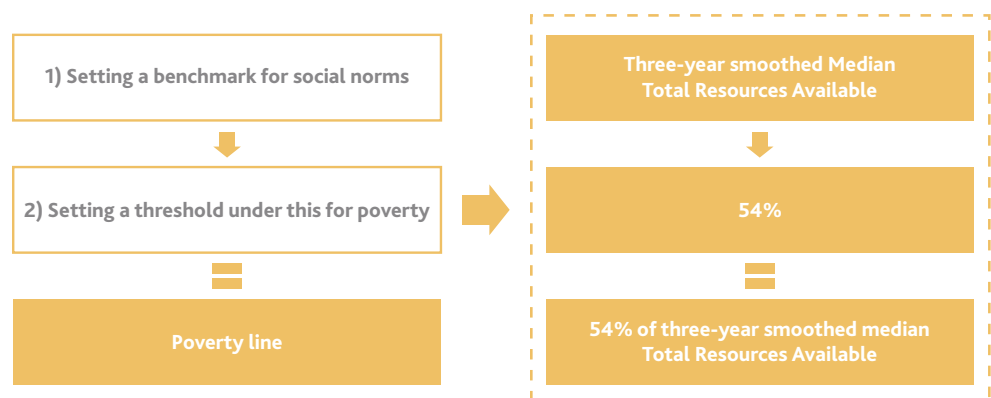 1) Setting a benchmark for social norms
2) Setting a threshold under this for poverty
Poverty line
Three-year smoothed Median
Total Resources Available
54%
54% of three-year smoothed median
Total Resources Available